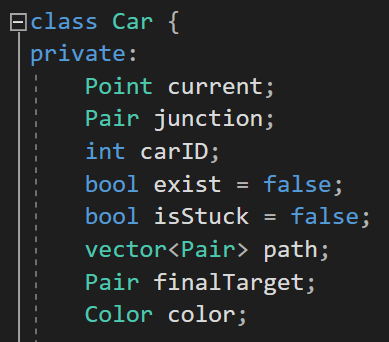 class Car {
private:
    Point current;
    Pair junction;
    int carID;
    bool exist = false;
    bool isStuck = false;
    vector<Pair> path;
    Pair finalTarget;
    Color color;